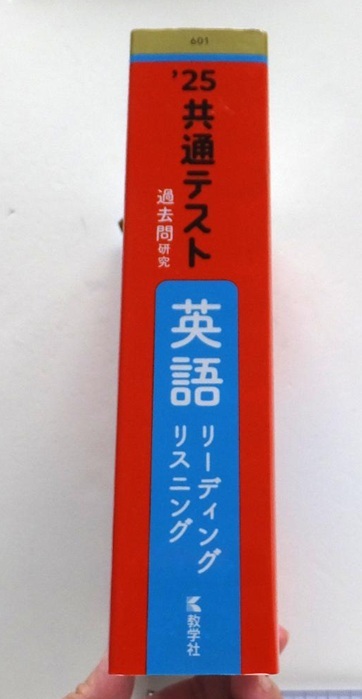 601
'25
共通テスト
過去問研究
英語
リーディング
リスニング
教学社